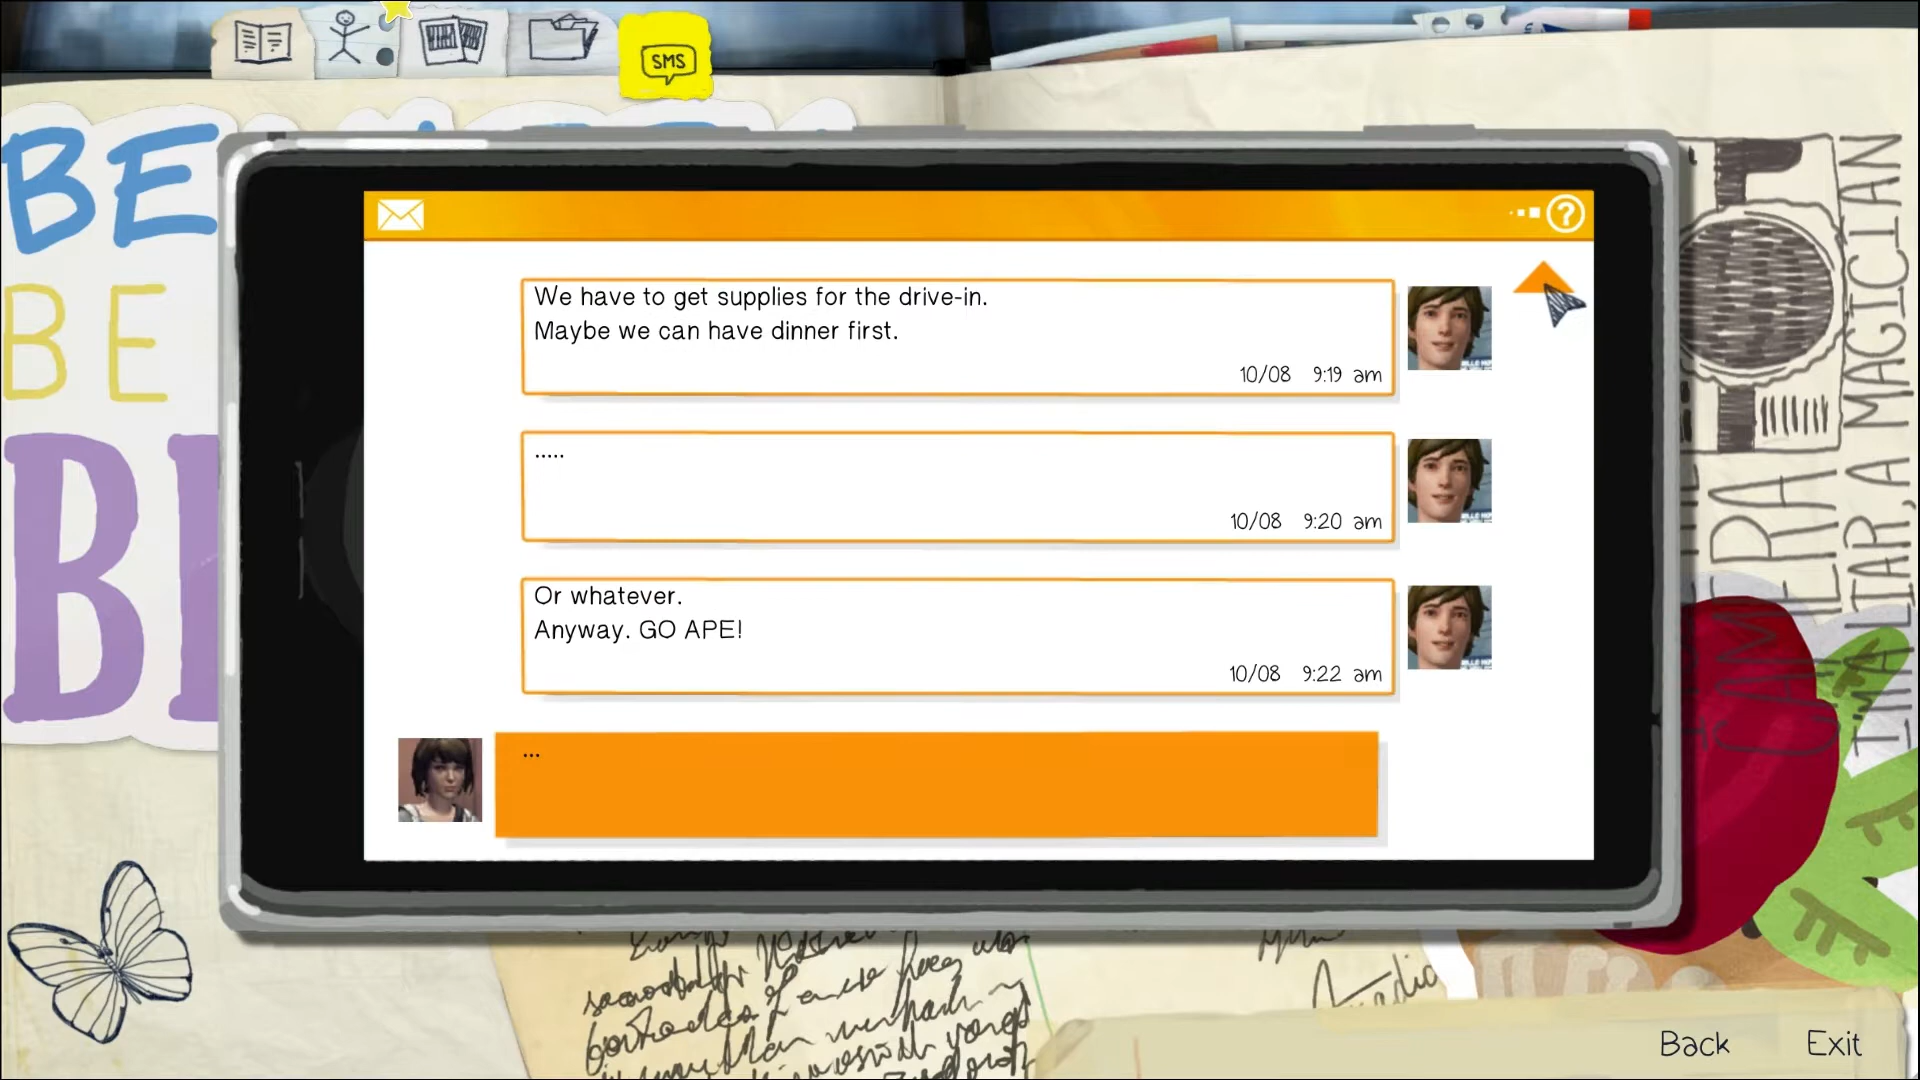 SMS
BE
BE
?
We have to get supplies for the drive-in.
Maybe we can have dinner first.
10/08 9:19 am
.....
10/08 9:20 am
Or whatever.
Anyway. GO APE!
10/08 9:22 am
...
CAMERA
A MAGICIAN
Back
Exit